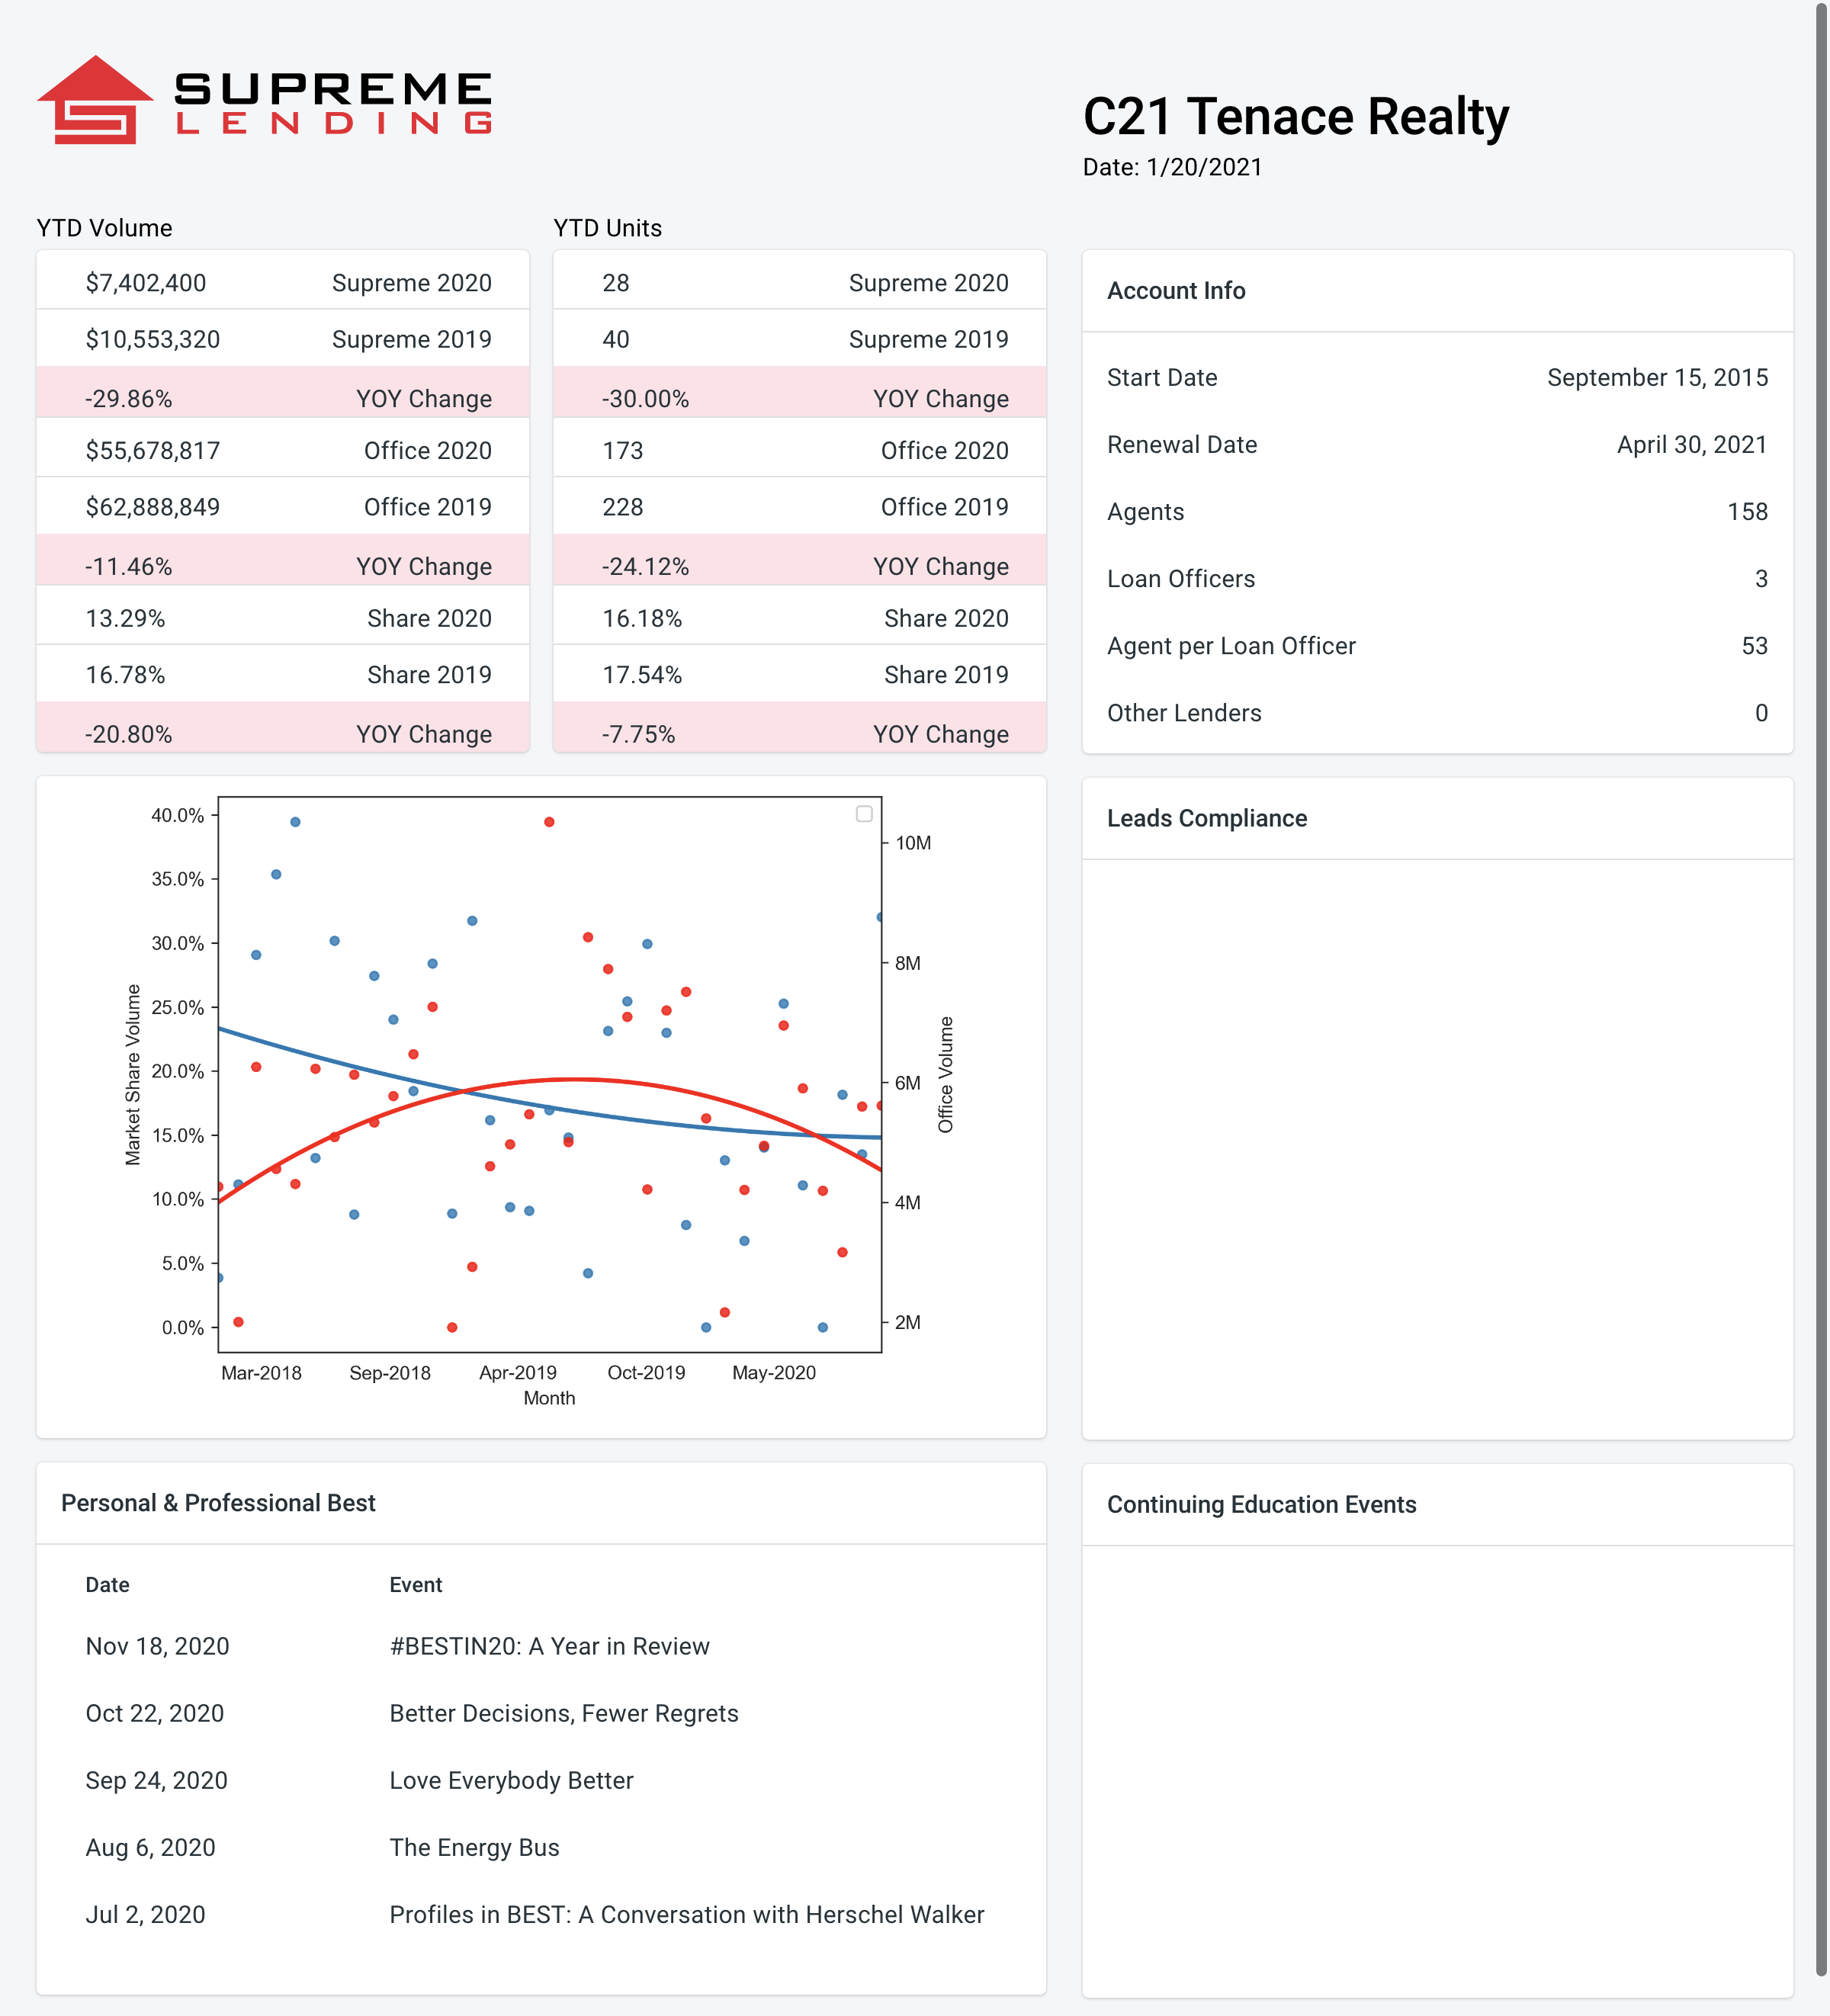 SUPREME
LENDING
C21 Tenace Realty
Date: 1/20/2021
YTD Volume
$7,402,400 Supreme 2020
$10,553,320 Supreme 2019
-29.86% YOY Change
$55,678,817 Office 2020
$62,888,849 Office 2019
-11.46% YOY Change
13.29% Share 2020
16.78% Share 2019
-20.80% YOY Change
YTD Units
28 Supreme 2020
40 Supreme 2019
-30.00% YOY Change
173 Office 2020
228 Office 2019
-24.12% YOY Change
16.18% Share 2020
17.54% Share 2019
-7.75% YOY Change
Account Info
Start Date September 15, 2015
Renewal Date April 30, 2021
Agents 158
Loan Officers 3
Agent per Loan Officer 53
Other Lenders 0
Market Share Volume
40.0%
35.0%
30.0%
25.0%
20.0%
15.0%
10.0%
5.0%
0.0%
10M
8M
6M
4M
2M
Office Volume
Mar-2018 Sep-2018 Apr-2019 Oct-2019 May-2020
Month
Leads Compliance
Personal & Professional Best
Date Event
Nov 18, 2020 #BESTIN20: A Year in Review
Oct 22, 2020 Better Decisions, Fewer Regrets
Sep 24, 2020 Love Everybody Better
Aug 6, 2020 The Energy Bus
Jul 2, 2020 Profiles in BEST: A Conversation with Herschel Walker
Continuing Education Events